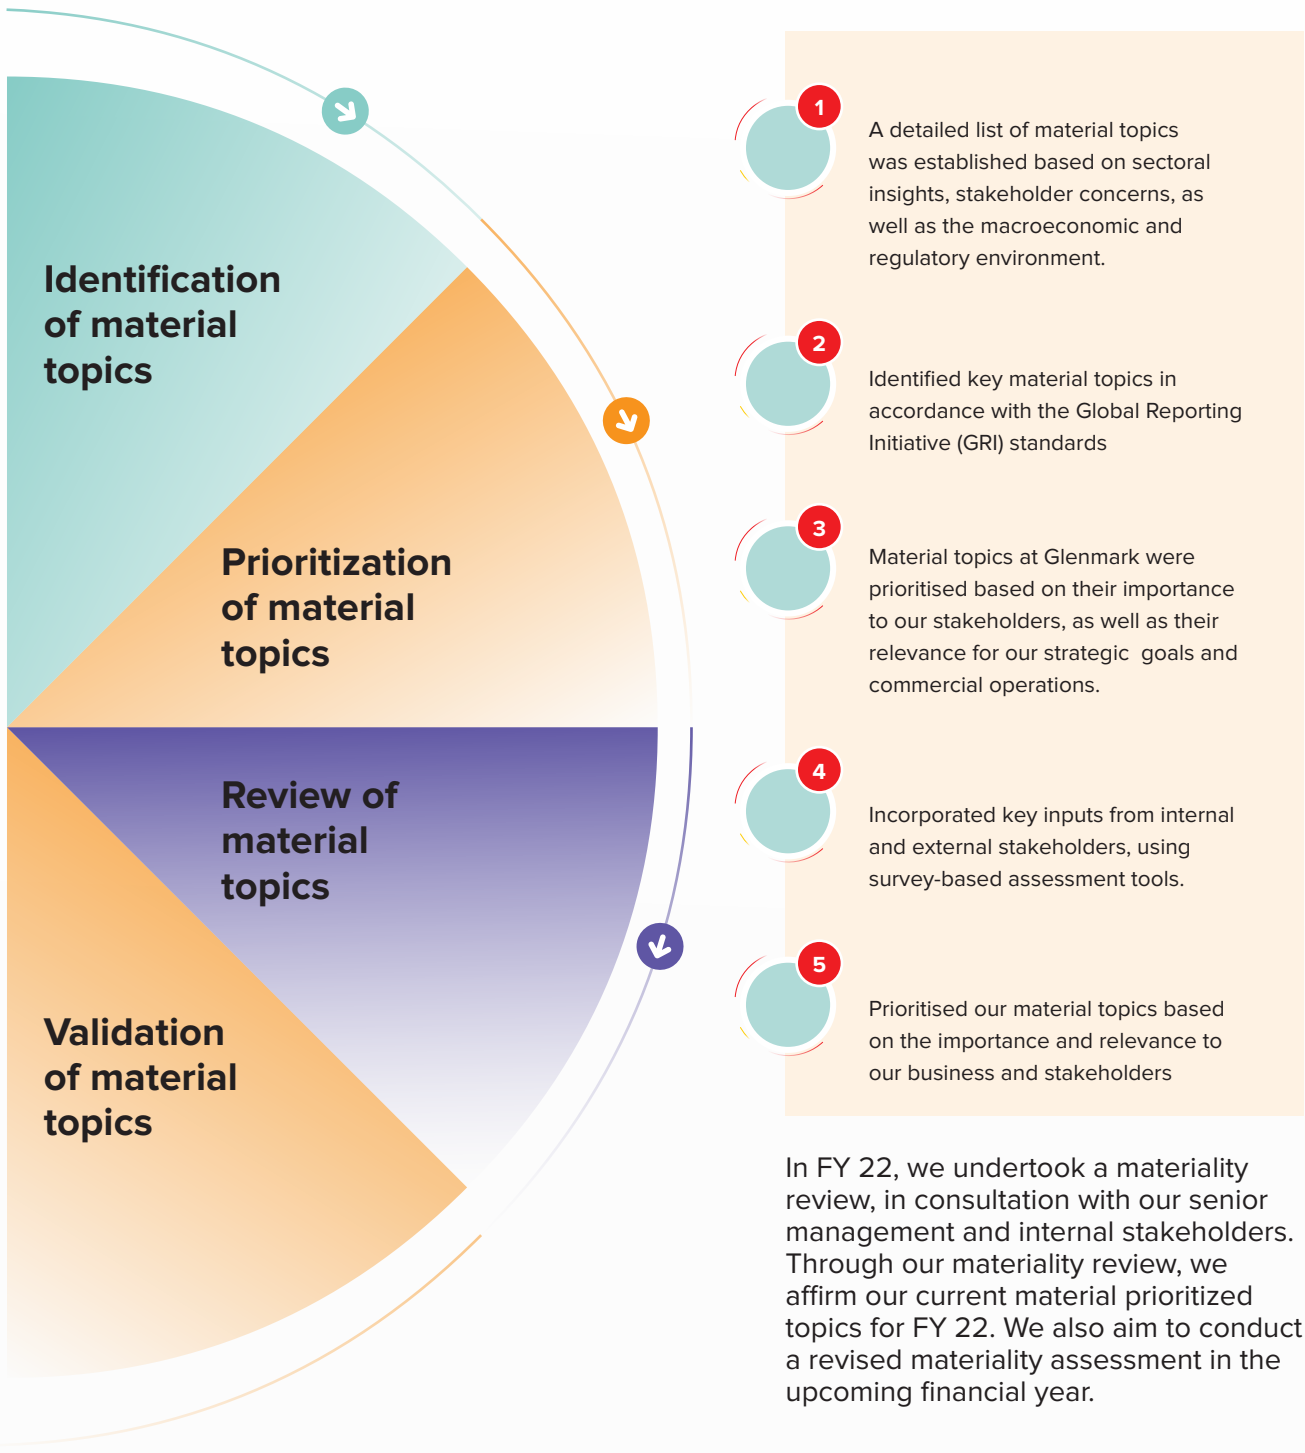 Identification
of material
topics
Prioritization
of material
topics
Review of
material
topics
Validation
of material
topics
1
A detailed list of material topics
was established based on sectoral
insights, stakeholder concerns, as
well as the macroeconomic and
regulatory environment.
2
Identified key material topics in
accordance with the Global Reporting
Initiative (GRI) standards
3
Material topics at Glenmark were
prioritised based on their importance
to our stakeholders, as well as their
relevance for our strategic goals and
commercial operations.
4
Incorporated key inputs from internal
and external stakeholders, using
survey-based assessment tools.
5
Prioritised our material topics based
on the importance and relevance to
our business and stakeholders
In FY 22, we undertook a materiality
review, in consultation with our senior
management and internal stakeholders.
Through our materiality review, we
affirm our current material prioritized
topics for FY 22. We also aim to conduct
a revised materiality assessment in the
upcoming financial year.